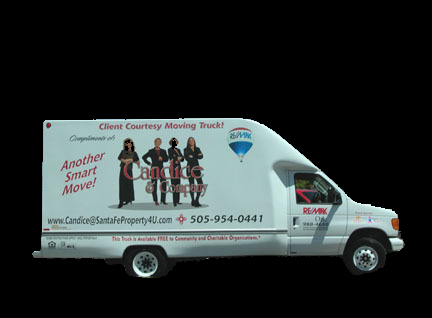 Client Courtesy Moving Truck!
Compliments of:
RE/MAX
Another
Smart
Move!
Candice
& Company
www.Candice@SantaFeProperty4U.com 505-954-0441
RE/MAX
This Truck is Available FREE to Community and Charitable Organizations.*